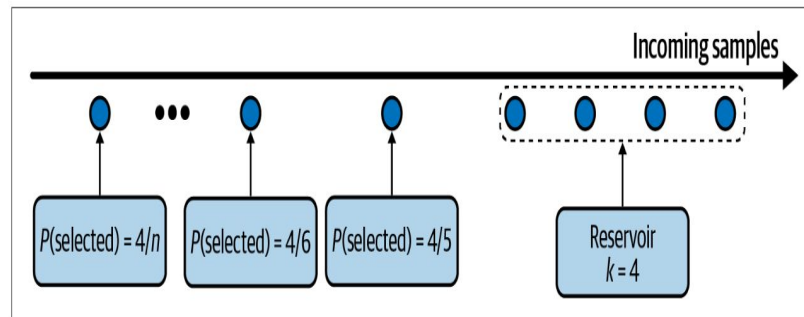 Incoming samples
P(selected) = 4/n
P(selected) = 4/6
P(selected) = 4/5
Reservoir
k = 4